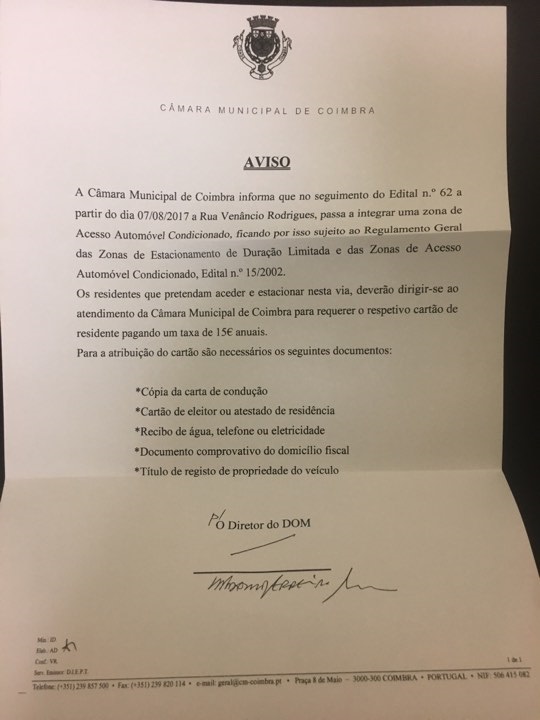 CÂMARA MUNICIPAL DE COIMBRA
AVISO
A Câmara Municipal de Coimbra informa que no seguimento do Edital n.º 62 a
partir do dia 07/08/2017 a Rua Venâncio Rodrigues, passa a integrar uma zona de
Acesso Automóvel Condicionado, ficando por isso sujeito ao Regulamento Geral
das Zonas de Estacionamento de Duração Limitada e das Zonas de Acesso
Automóvel Condicionado, Edital n.º 15/2002.
Os residentes que pretendam aceder e estacionar nesta via, deverão dirigir-se ao
atendimento da Câmara Municipal de Coimbra para requerer o respetivo cartão de
residente pagando um taxa de 15€ anuais.
Para a atribuição do cartão são necessários os seguintes documentos:
*Cópia da carta de condução
*Cartão de eleitor ou atestado de residência
*Recibo de água, telefone ou eletricidade
*Documento comprovativo do domicílio fiscal
*Título de registo de propriedade do veículo
P/O Diretor do DOM
Min. JD
Elab. AD
Conf. VR
Serv. Emissor: D.I.E.P.T.
1 de 1
Telefone: (+351) 239 857 500 • Fax: (+351) 239 820 114 • e-mail: geral@cm-coimbra.pt • Praça 8 de Maio – 3000-300 COIMBRA • PORTUGAL • NIF: 506 415 082